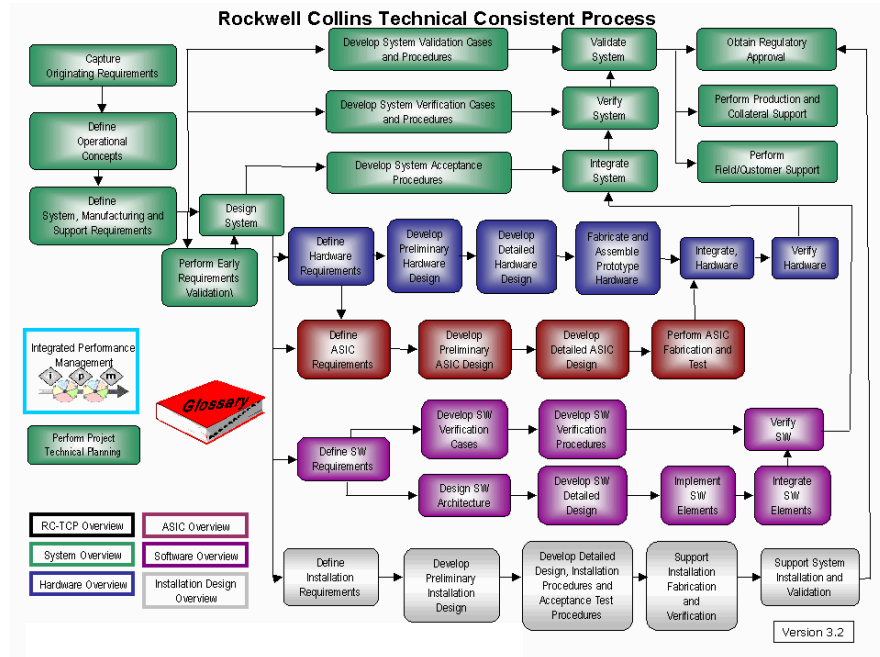 Rockwell Collins Technical Consistent Process
Capture
Originating Requirements
Develop System Validation Cases
and Procedures
Validate
System
Obtain Regulatory
Approval
Define
Operational
Concepts
Develop System Verification Cases
and Procedures
Verify
System
Perform Production and
Collateral Support
Develop System Acceptance
Procedures
Integrate
System
Perform
Field/Customer Support
Define
System, Manufacturing and
Support Requirements
Design
System
Perform Early
Requirements
Validation\
Define
Hardware
Requirements
Develop
Preliminary
Hardware
Design
Develop
Detailed
Hardware
Design
Fabricate and
Assemble
Prototype
Hardware
Integrate,
Hardware
Verify
Hardware
Define
ASIC
Requirements
Develop
Preliminary
ASIC Design
Develop
Detailed ASIC
Design
Perform ASIC
Fabrication and
Test
Integrated Performance
Management
i p m
Glossary
Perform Project
Technical Planning
Define SW
Requirements
Develop SW
Verification
Cases
Develop SW
Verification
Procedures
Verify
SW
Design SW
Architecture
Develop SW
Detailed
Design
Implement
SW
Elements
Integrate
SW
Elements
RC-TCP Overview
ASIC Overview
System Overview
Software Overview
Hardware Overview
Installation Design
Overview
Define
Installation
Requirements
Develop
Preliminary
Installation
Design
Develop Detailed
Design, Installation
Procedures and
Acceptance Test
Procedures
Support
Installation
Fabrication
and
Verification
Support System
Installation and
Validation
Version 3.2